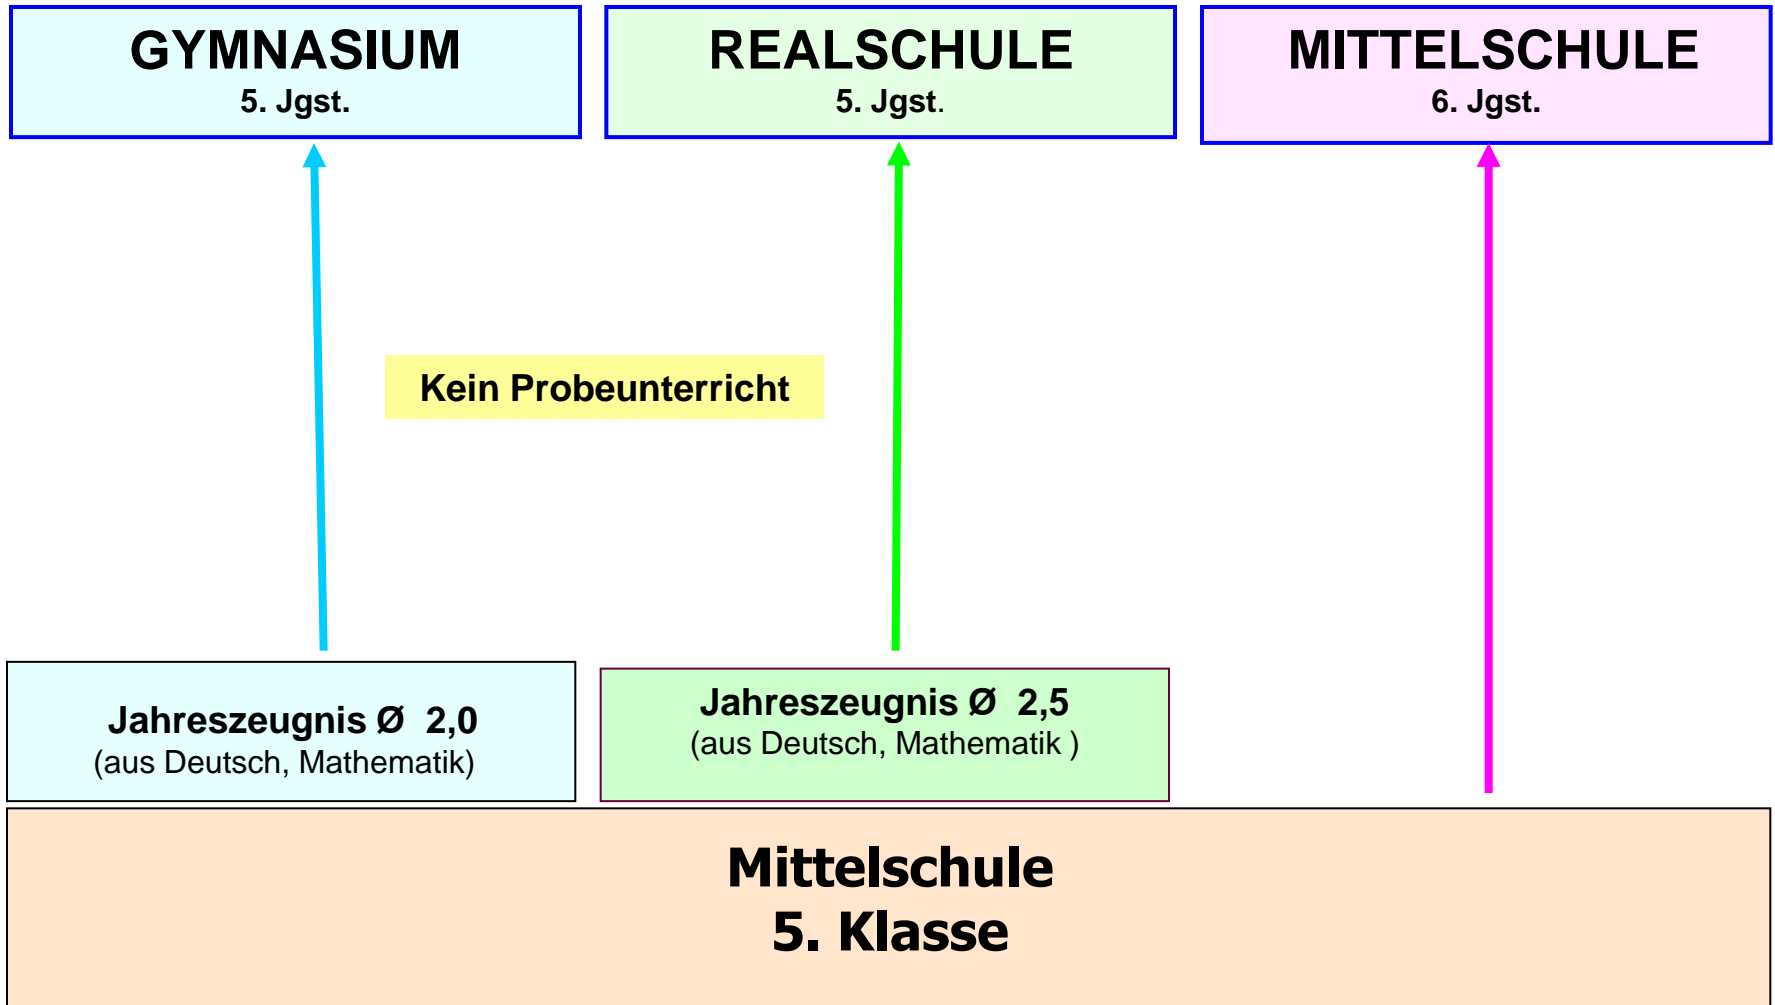 GYMNASIUM
5. Jgst.
REALSCHULE
5. Jgst.
MITTELSCHULE
6. Jgst.
Kein Probeunterricht
Jahreszeugnis Ø  2,0
(aus Deutsch, Mathematik)
Jahreszeugnis Ø  2,5
(aus Deutsch, Mathematik )
Mittelschule
5. Klasse